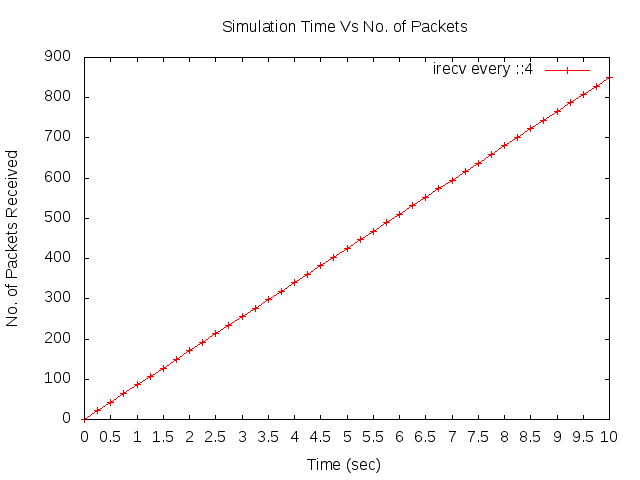 Simulation Time Vs No. of Packets
irecv every ::4
No. of Packets Received
900
800
700
600
500
400
300
200
100
0
0 0.5 1 1.5 2 2.5 3 3.5 4 4.5 5 5.5 6 6.5 7 7.5 8 8.5 9 9.5 10
Time (sec)